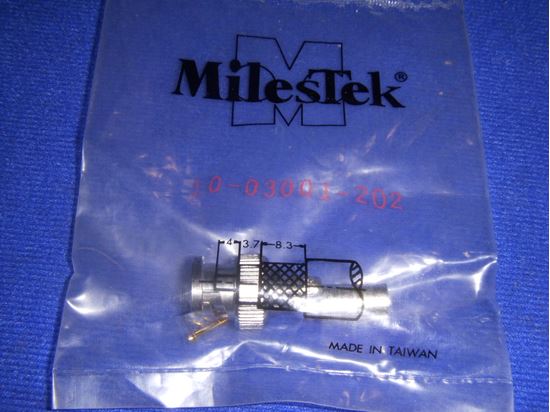 M
MilesTek®
10-03001-202
4 3.7 8.3
MADE IN TAIWAN